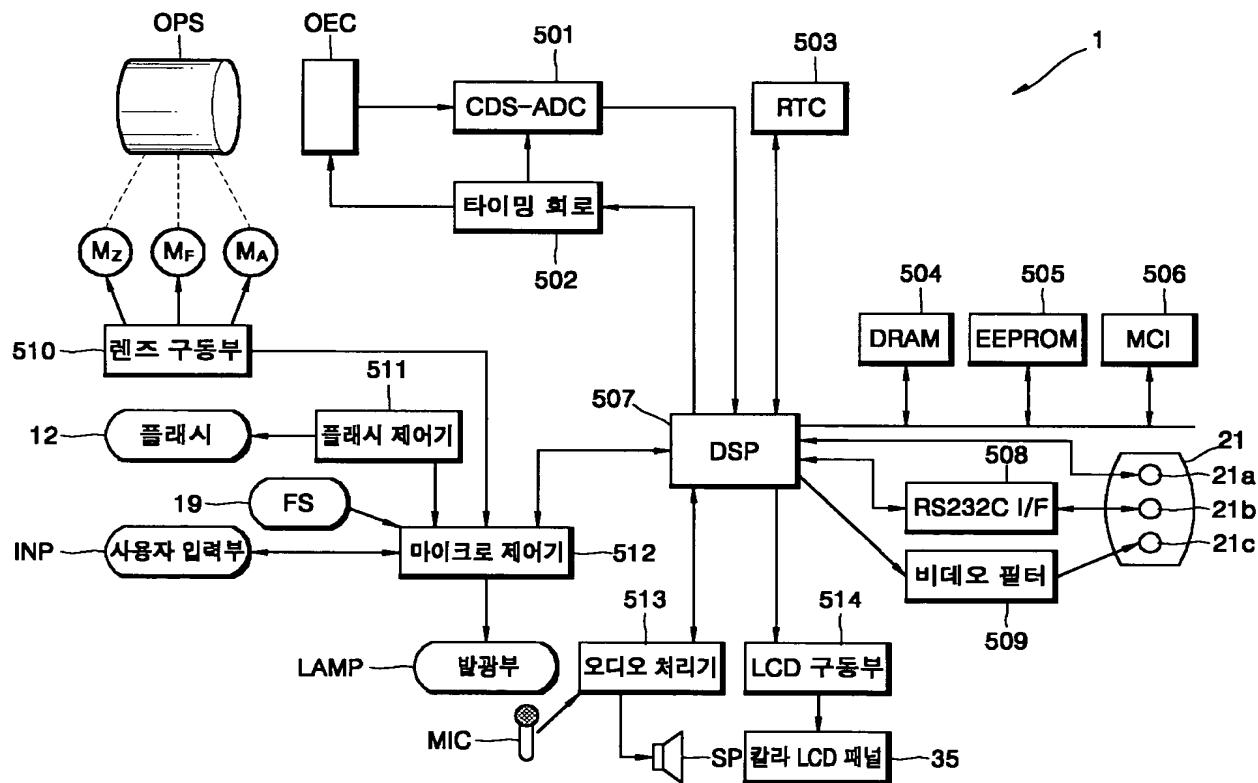 OPS
OEC
501
503
1
CDS-ADC
RTC
타이밍 회로
502
MZ
MF
MA
504
505
506
510
렌즈 구동부
DRAM
EEPROM
MCI
511
507
12
플래시
플래시 제어기
DSP
508
21
21a
19
FS
RS232C I/F
21b
INP
사용자 입력부
마이크로 제어기
512
21c
비데오 필터
513
514
509
LAMP
발광부
오디오 처리기
LCD 구동부
MIC
SP
칼라 LCD 패널
35